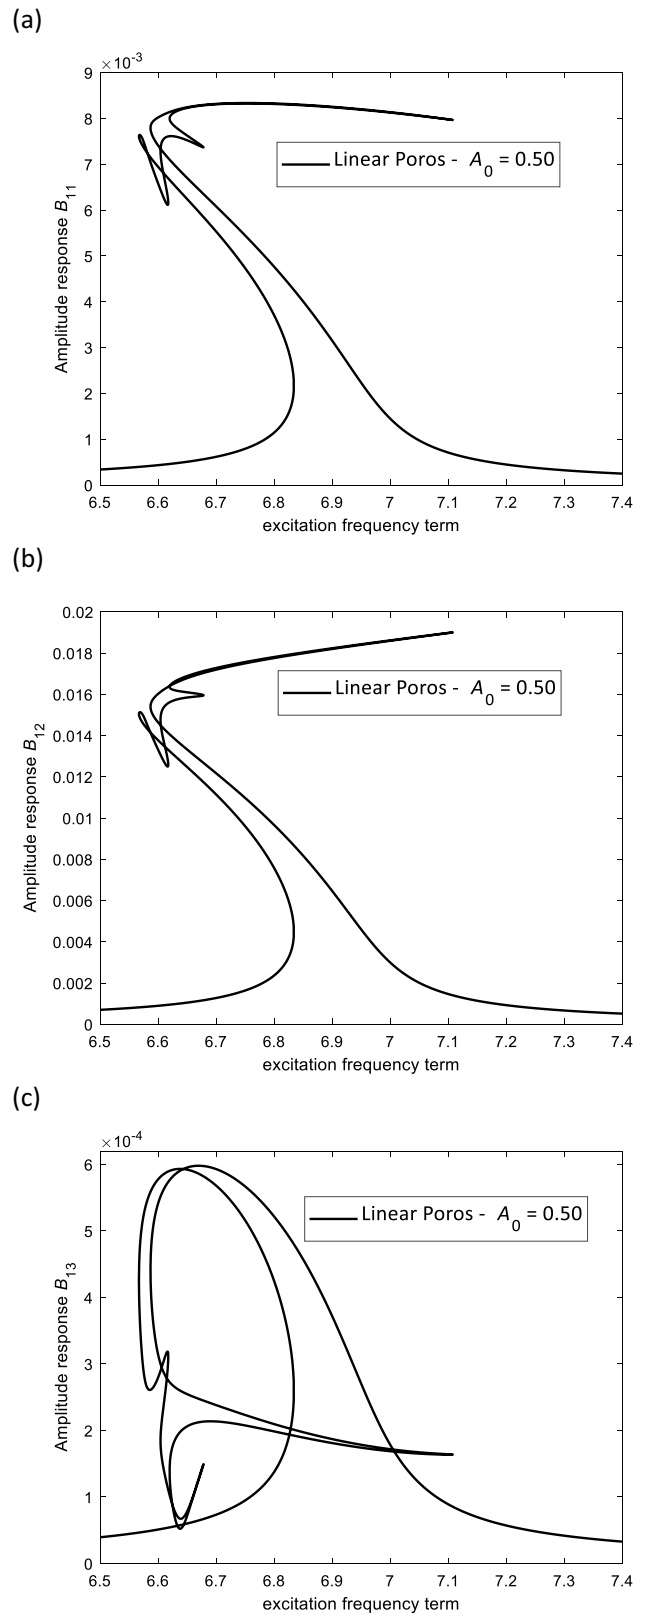 (a)
×10⁻³
9
8
7
6
5
4
3
2
1
0
Amplitude response B₁₁
Linear Poros - A₀ = 0.50
6.5 6.6 6.7 6.8 6.9 7 7.1 7.2 7.3 7.4
excitation frequency term
(b)
0.02
0.018
0.016
0.014
0.012
0.01
0.008
0.006
0.004
0.002
0
Amplitude response B₁₂
Linear Poros - A₀ = 0.50
6.5 6.6 6.7 6.8 6.9 7 7.1 7.2 7.3 7.4
excitation frequency term
(c)
×10⁻⁴
6
5
4
3
2
1
0
Amplitude response B₁₃
Linear Poros - A₀ = 0.50
6.5 6.6 6.7 6.8 6.9 7 7.1 7.2 7.3 7.4
excitation frequency term